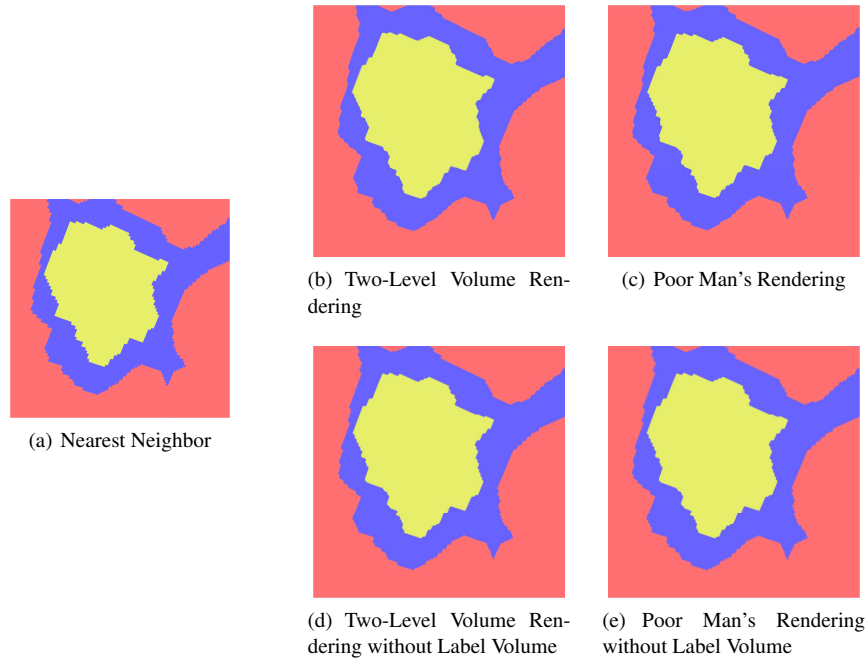 (a) Nearest Neighbor
(b) Two-Level Volume Ren-
dering
(c) Poor Man's Rendering
(d) Two-Level Volume Ren-
dering without Label Volume
(e) Poor Man's Rendering
without Label Volume